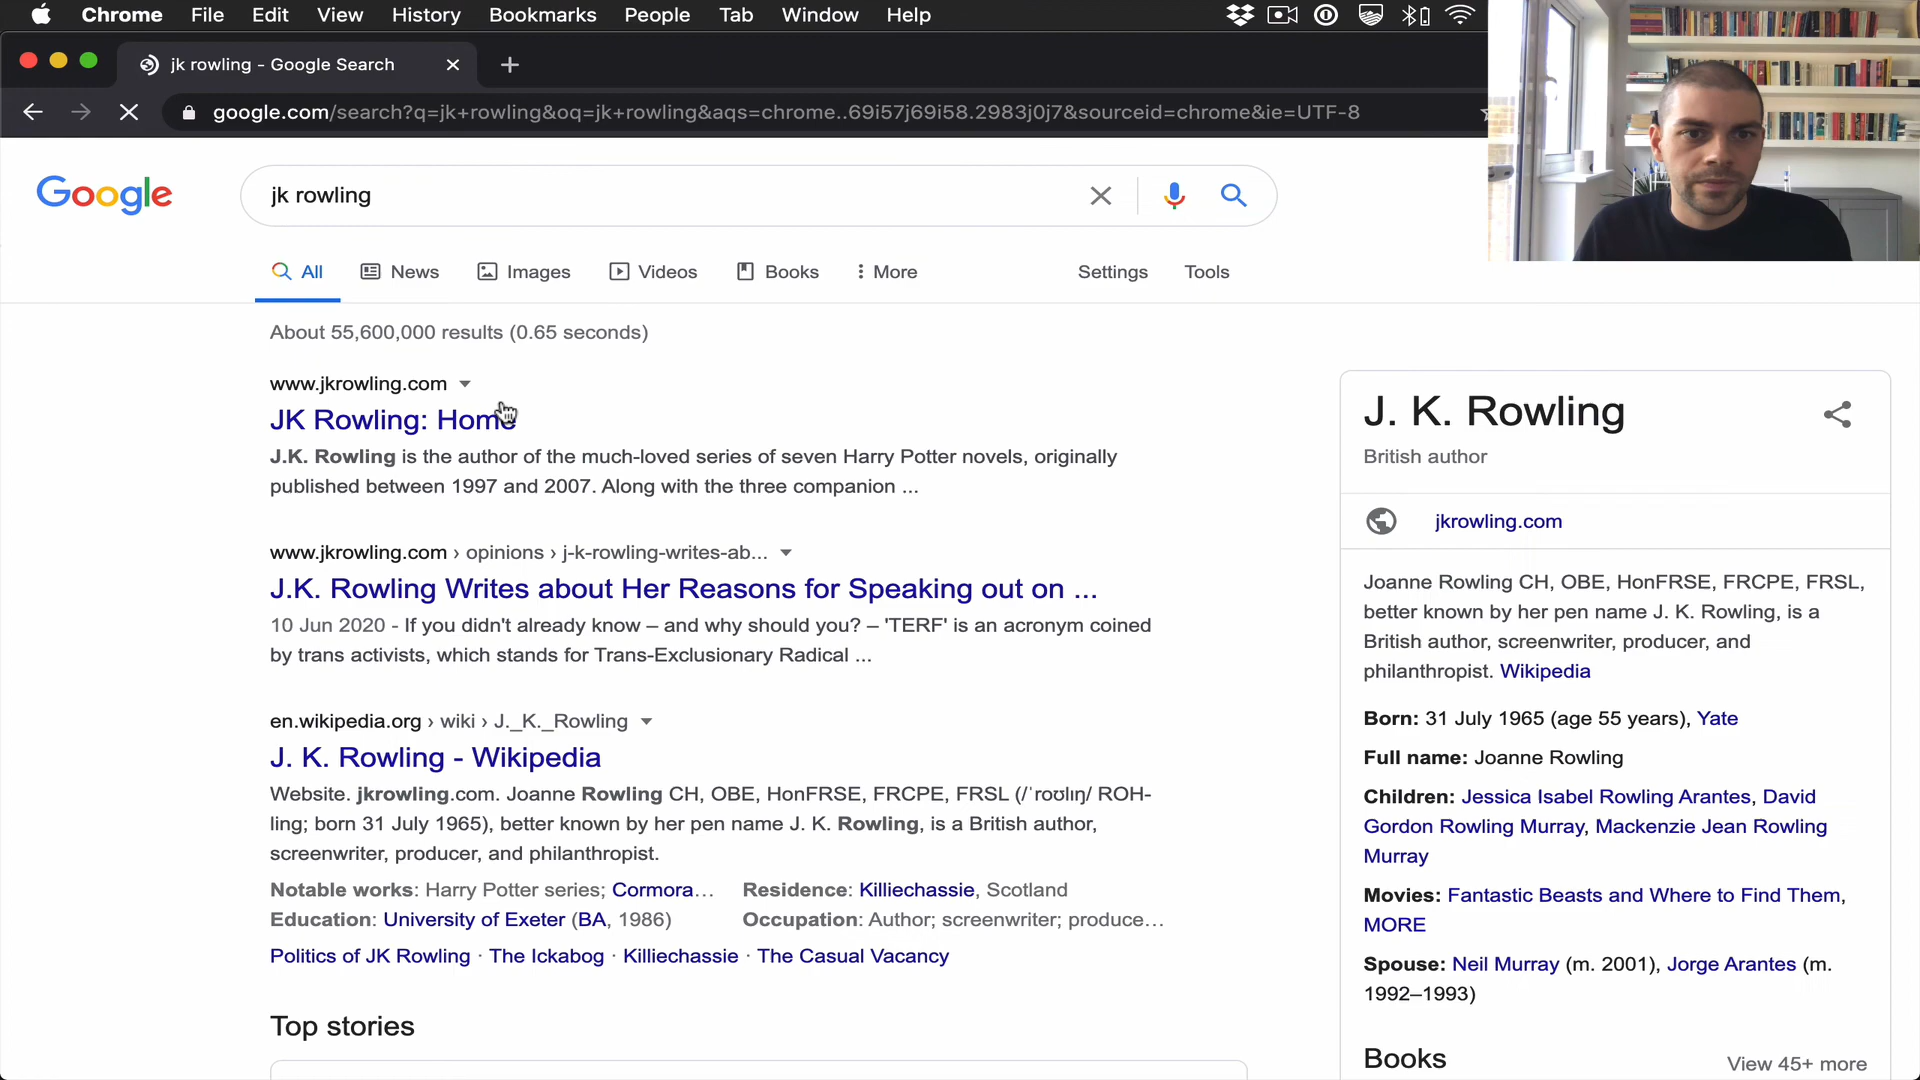 Chrome File Edit View History Bookmarks People Tab Window Help
jk rowling - Google Search
google.com/search?q=jk+rowling&oq=jk+rowling&aqs=chrome..69i57j69i58.2983j0j7&sourceid=chrome&ie=UTF-8
Google
jk rowling
All News Images Videos Books More Settings Tools
About 55,600,000 results (0.65 seconds)
www.jkrowling.com
JK Rowling: Home
J.K. Rowling is the author of the much-loved series of seven Harry Potter novels, originally
published between 1997 and 2007. Along with the three companion ...
www.jkrowling.com › opinions › j-k-rowling-writes-ab...
J.K. Rowling Writes about Her Reasons for Speaking out on ...
10 Jun 2020 - If you didn't already know – and why should you? – 'TERF' is an acronym coined
by trans activists, which stands for Trans-Exclusionary Radical ...
en.wikipedia.org › wiki › J._K._Rowling
J. K. Rowling - Wikipedia
Website. jkrowling.com. Joanne Rowling CH, OBE, HonFRSE, FRCPE, FRSL (/ˈroʊlɪŋ/ ROH-
ling; born 31 July 1965), better known by her pen name J. K. Rowling, is a British author,
screenwriter, producer, and philanthropist.
Notable works: Harry Potter series; Cormora... Residence: Killiechassie, Scotland
Education: University of Exeter (BA, 1986) Occupation: Author; screenwriter; produce...
Politics of JK Rowling · The Ickabog · Killiechassie · The Casual Vacancy
Top stories
J. K. Rowling
British author
jkrowling.com
Joanne Rowling CH, OBE, HonFRSE, FRCPE, FRSL,
better known by her pen name J. K. Rowling, is a
British author, screenwriter, producer, and
philanthropist. Wikipedia
Born: 31 July 1965 (age 55 years), Yate
Full name: Joanne Rowling
Children: Jessica Isabel Rowling Arantes, David
Gordon Rowling Murray, Mackenzie Jean Rowling
Murray
Movies: Fantastic Beasts and Where to Find Them,
MORE
Spouse: Neil Murray (m. 2001), Jorge Arantes (m.
1992–1993)
Books
View 45+ more